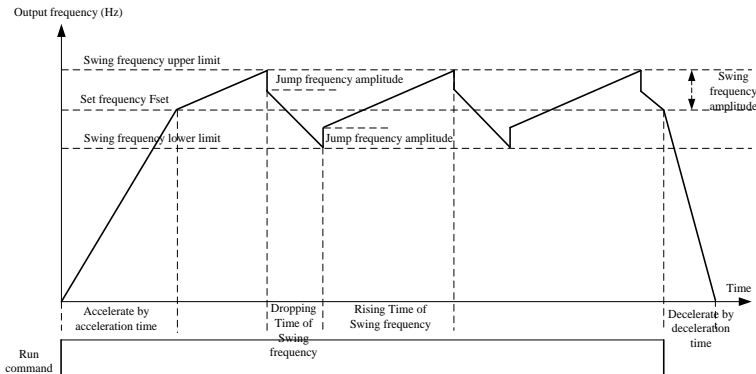 Output frequency (Hz)
Swing frequency upper limit
Jump frequency amplitude
Swing
frequency
amplitude
Set frequency Fset
Swing frequency lower limit
Jump frequency amplitude
Time
Accelerate by
acceleration time
Dropping
Time of
Swing
frequency
Rising Time of
Swing frequency
Decelerate by
deceleration
time
Run
command